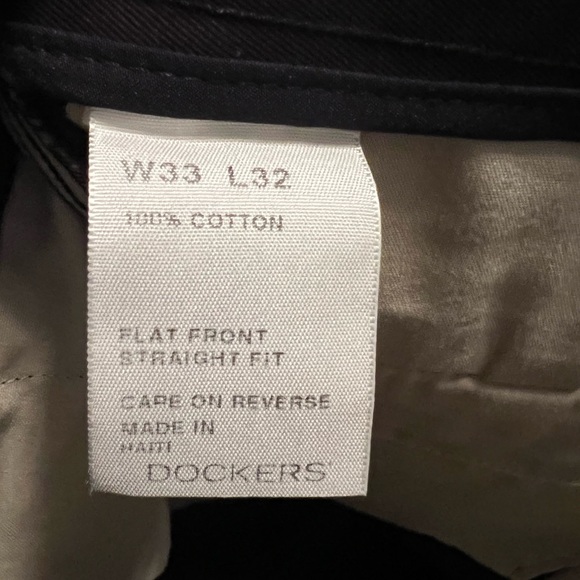 W33 L32
100% COTTON
FLAT FRONT
STRAIGHT FIT
CARE ON REVERSE
MADE IN
HAITI
DOCKERS